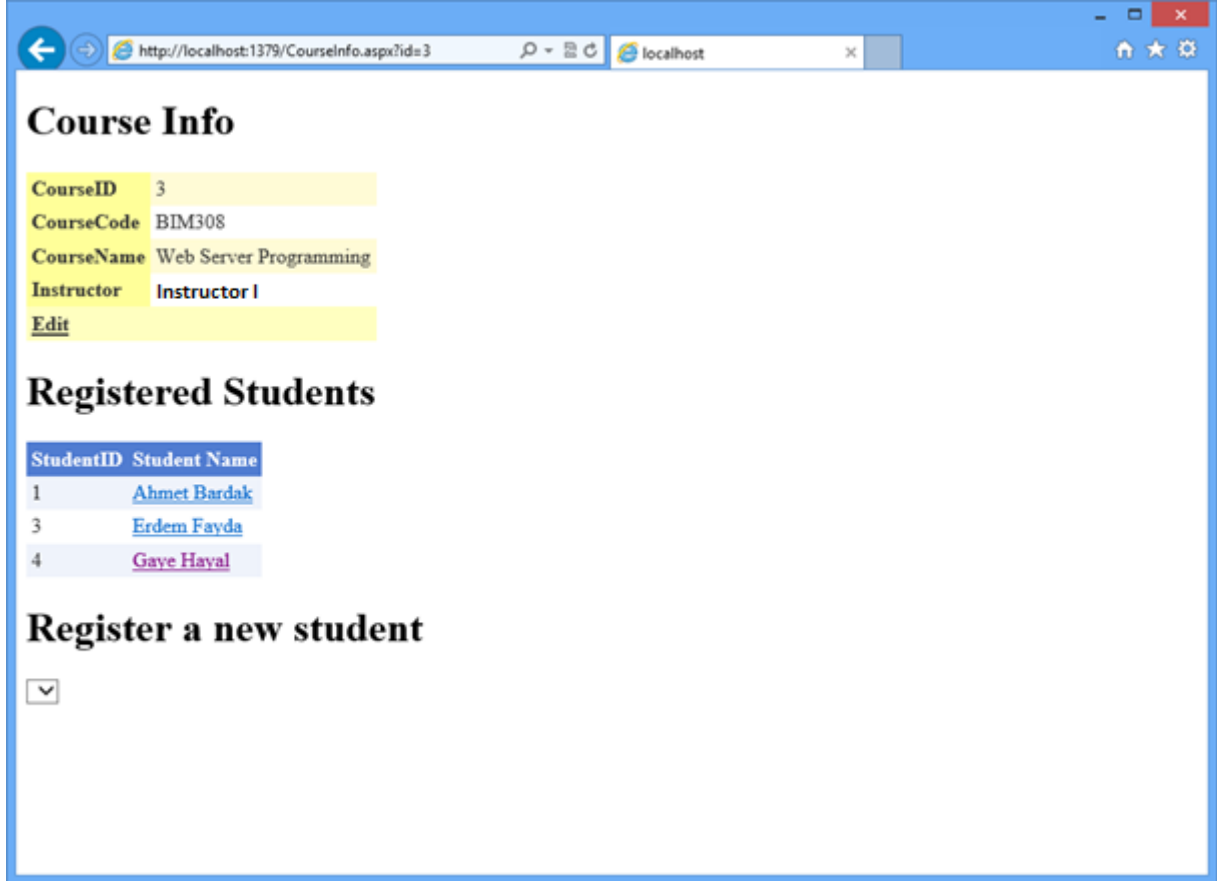 http://localhost:1379/CourseInfo.aspx?id=3 localhost
Course Info
CourseID 3
CourseCode BIM308
CourseName Web Server Programming
Instructor Instructor I
Edit
Registered Students
StudentID Student Name
1 Ahmet Bardak
3 Erdem Fayda
4 Gaye Hayal
Register a new student